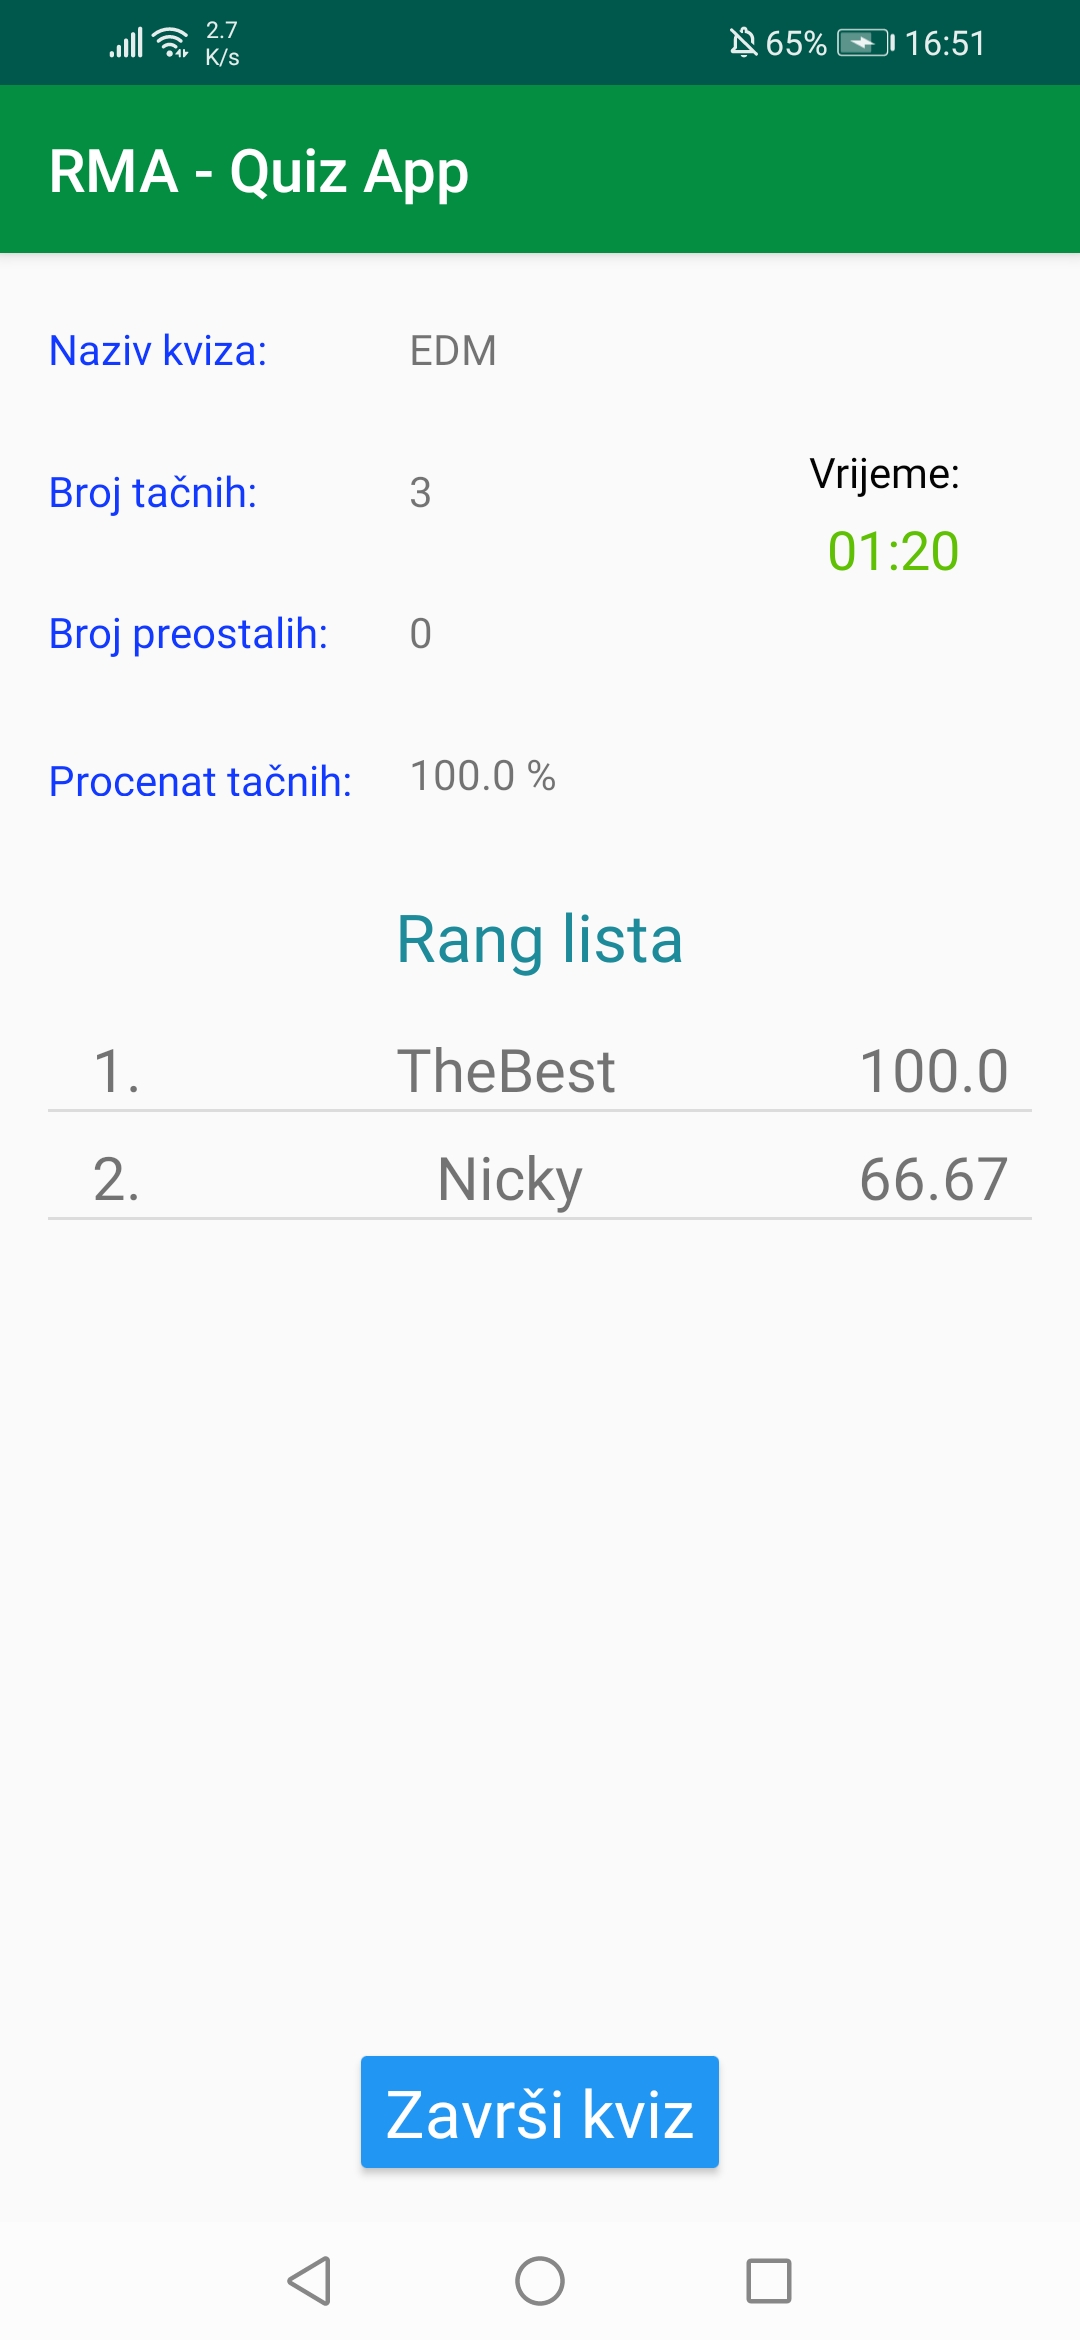 2.7
K/s
65%
16:51
RMA - Quiz App
Naziv kviza: EDM
Vrijeme:
Broj tačnih: 3
01:20
Broj preostalih: 0
Procenat tačnih: 100.0 %
Rang lista
1. TheBest 100.0
2. Nicky 66.67
Završi kviz